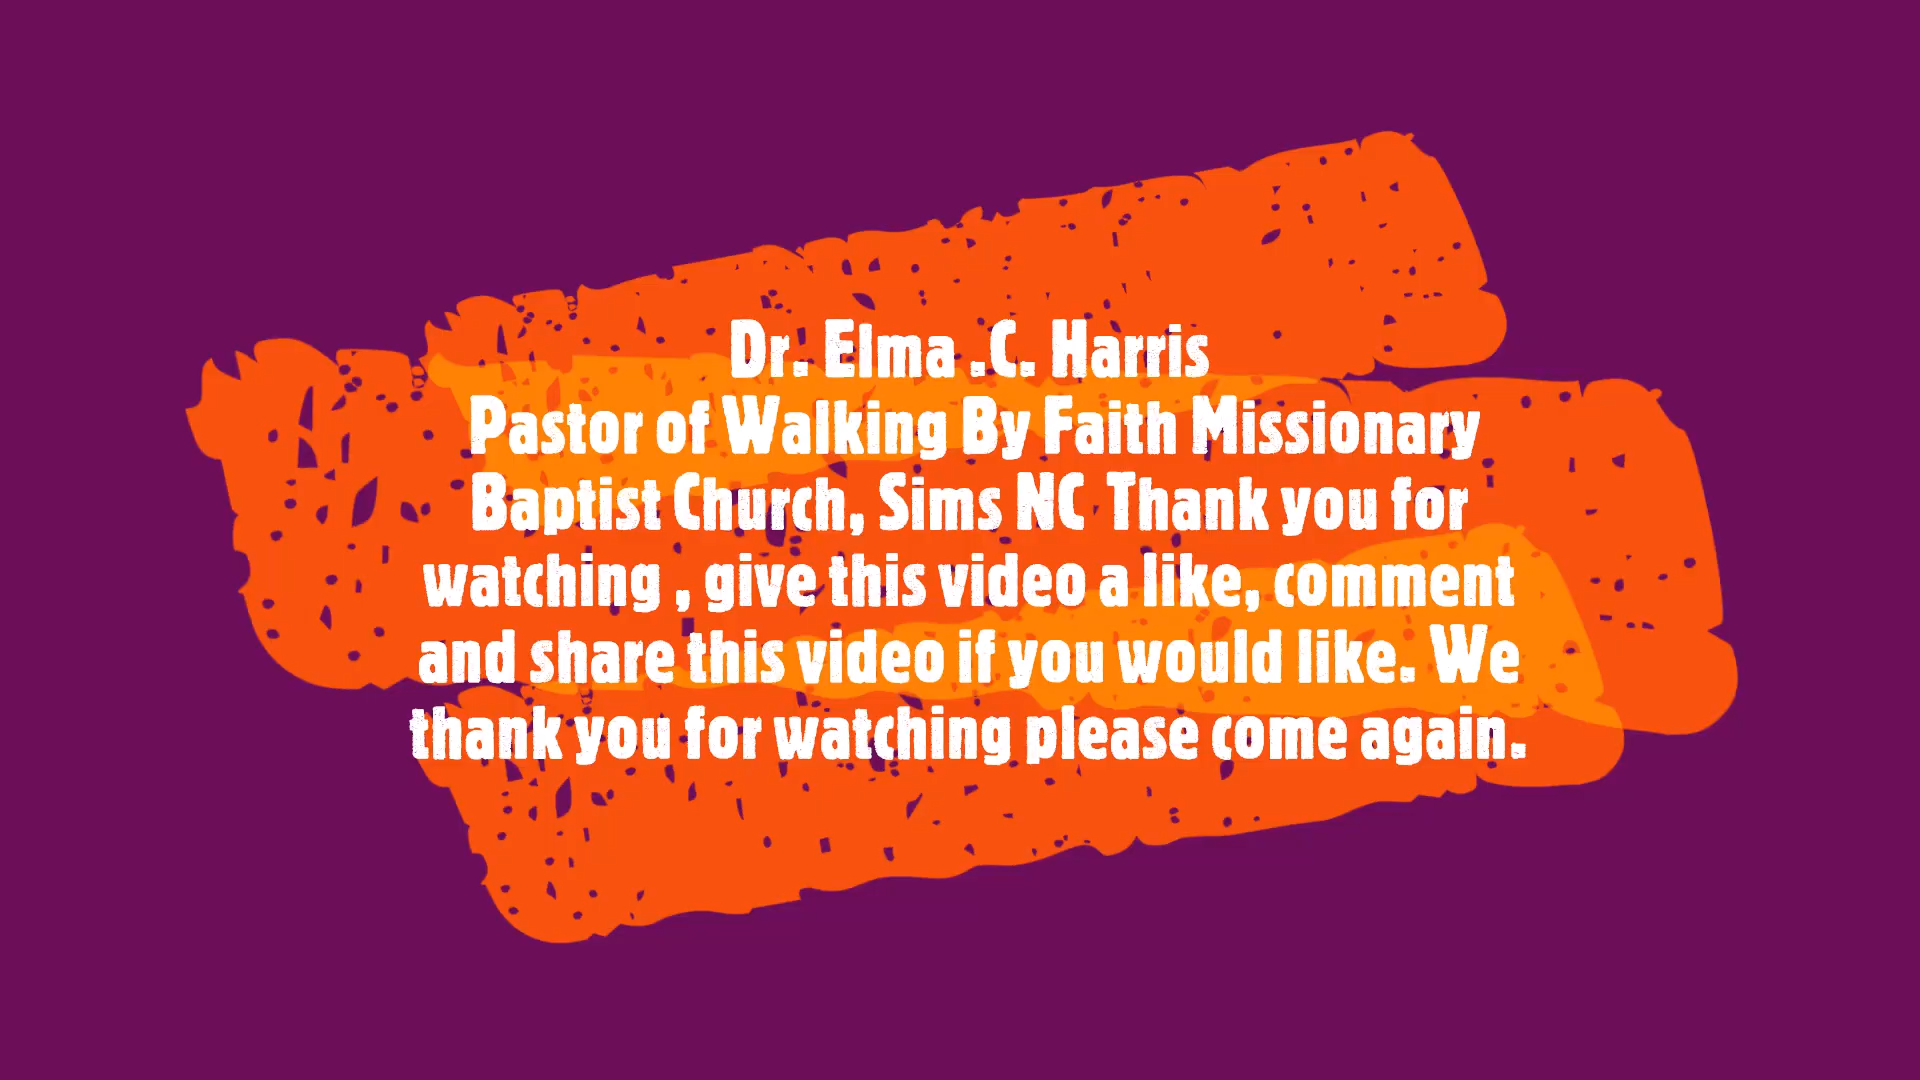 Dr. Elma .C. Harris
Pastor of Walking By Faith Missionary
Baptist Church, Sims NC Thank you for
watching , give this video a like, comment
and share this video if you would like. We
thank you for watching please come again.